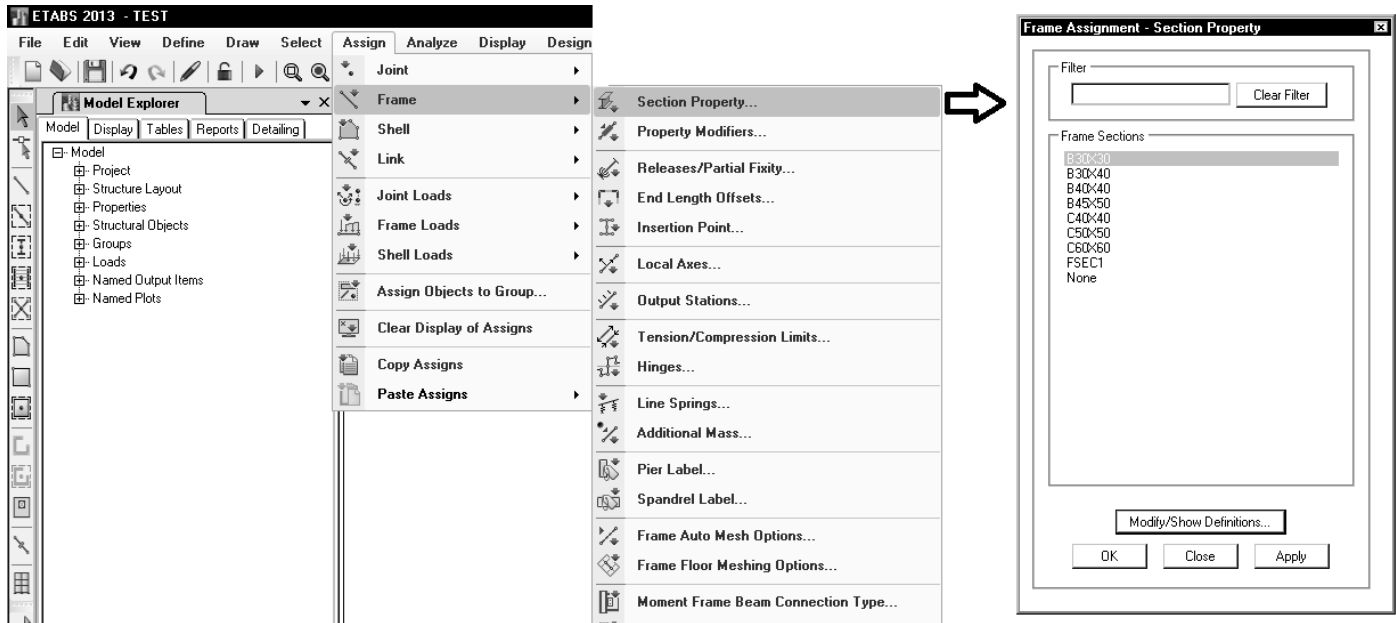 ETABS 2013 - TEST
File Edit View Define Draw Select Assign Analyze Display Design
Model Explorer
Model Display Tables Reports Detailing
Model
Project
Structure Layout
Properties
Structural Objects
Groups
Loads
Named Output Items
Named Plots
Joint
Frame
Shell
Link
Joint Loads
Frame Loads
Shell Loads
Assign Objects to Group...
Clear Display of Assigns
Copy Assigns
Paste Assigns
Section Property...
Property Modifiers...
Releases/Partial Fixity...
End Length Offsets...
Insertion Point...
Local Axes...
Output Stations...
Tension/Compression Limits...
Hinges...
Line Springs...
Additional Mass...
Pier Label...
Spandrel Label...
Frame Auto Mesh Options...
Frame Floor Meshing Options...
Moment Frame Beam Connection Type...
Frame Assignment - Section Property
Filter
Clear Filter
Frame Sections
B30X30
B30X40
B40X40
B45X50
C40X40
C50X50
C60X60
FSEC1
None
Modify/Show Definitions...
OK Close Apply